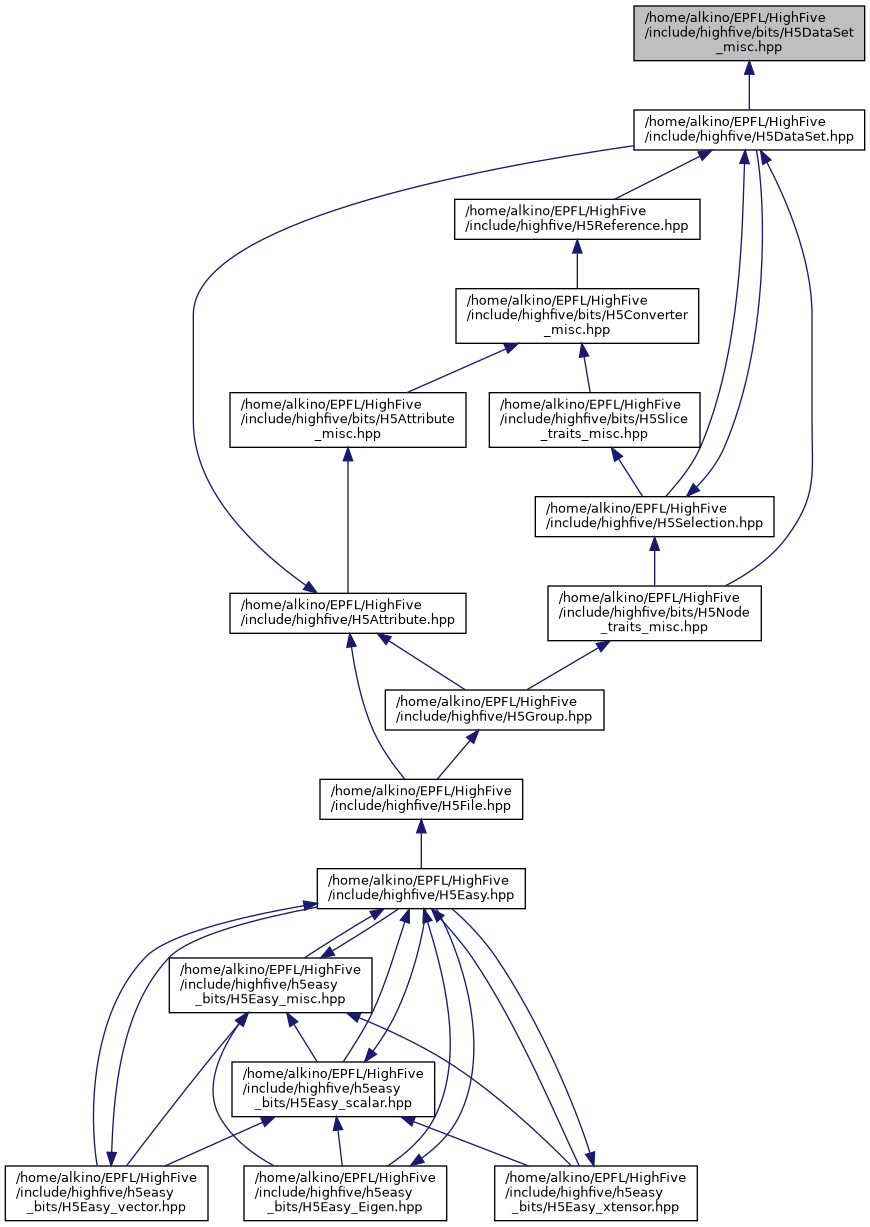 /home/alkino/EPFL/HighFive
/include/highfive/bits/H5DataSet
_misc.hpp
/home/alkino/EPFL/HighFive
/include/highfive/H5DataSet.hpp
/home/alkino/EPFL/HighFive
/include/highfive/H5Reference.hpp
/home/alkino/EPFL/HighFive
/include/highfive/bits/H5Converter
_misc.hpp
/home/alkino/EPFL/HighFive
/include/highfive/bits/H5Attribute
_misc.hpp
/home/alkino/EPFL/HighFive
/include/highfive/bits/H5Slice
_traits_misc.hpp
/home/alkino/EPFL/HighFive
/include/highfive/H5Selection.hpp
/home/alkino/EPFL/HighFive
/include/highfive/H5Attribute.hpp
/home/alkino/EPFL/HighFive
/include/highfive/bits/H5Node
_traits_misc.hpp
/home/alkino/EPFL/HighFive
/include/highfive/H5Group.hpp
/home/alkino/EPFL/HighFive
/include/highfive/H5File.hpp
/home/alkino/EPFL/HighFive
/include/highfive/H5Easy.hpp
/home/alkino/EPFL/HighFive
/include/highfive/h5easy
_bits/H5Easy_misc.hpp
/home/alkino/EPFL/HighFive
/include/highfive/h5easy
_bits/H5Easy_scalar.hpp
/home/alkino/EPFL/HighFive
/include/highfive/h5easy
_bits/H5Easy_vector.hpp
/home/alkino/EPFL/HighFive
/include/highfive/h5easy
_bits/H5Easy_Eigen.hpp
/home/alkino/EPFL/HighFive
/include/highfive/h5easy
_bits/H5Easy_xtensor.hpp